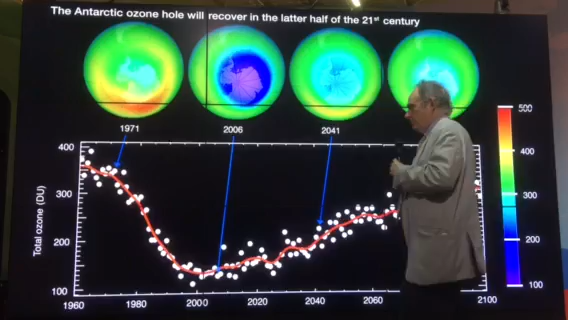 The Antarctic ozone hole will recover in the latter half of the 21st century
1971 2006 2041
Total ozone (DU)
400
300
200
100
1960 1980 2000 2020 2040 2060 2100
500
400
300
200
100